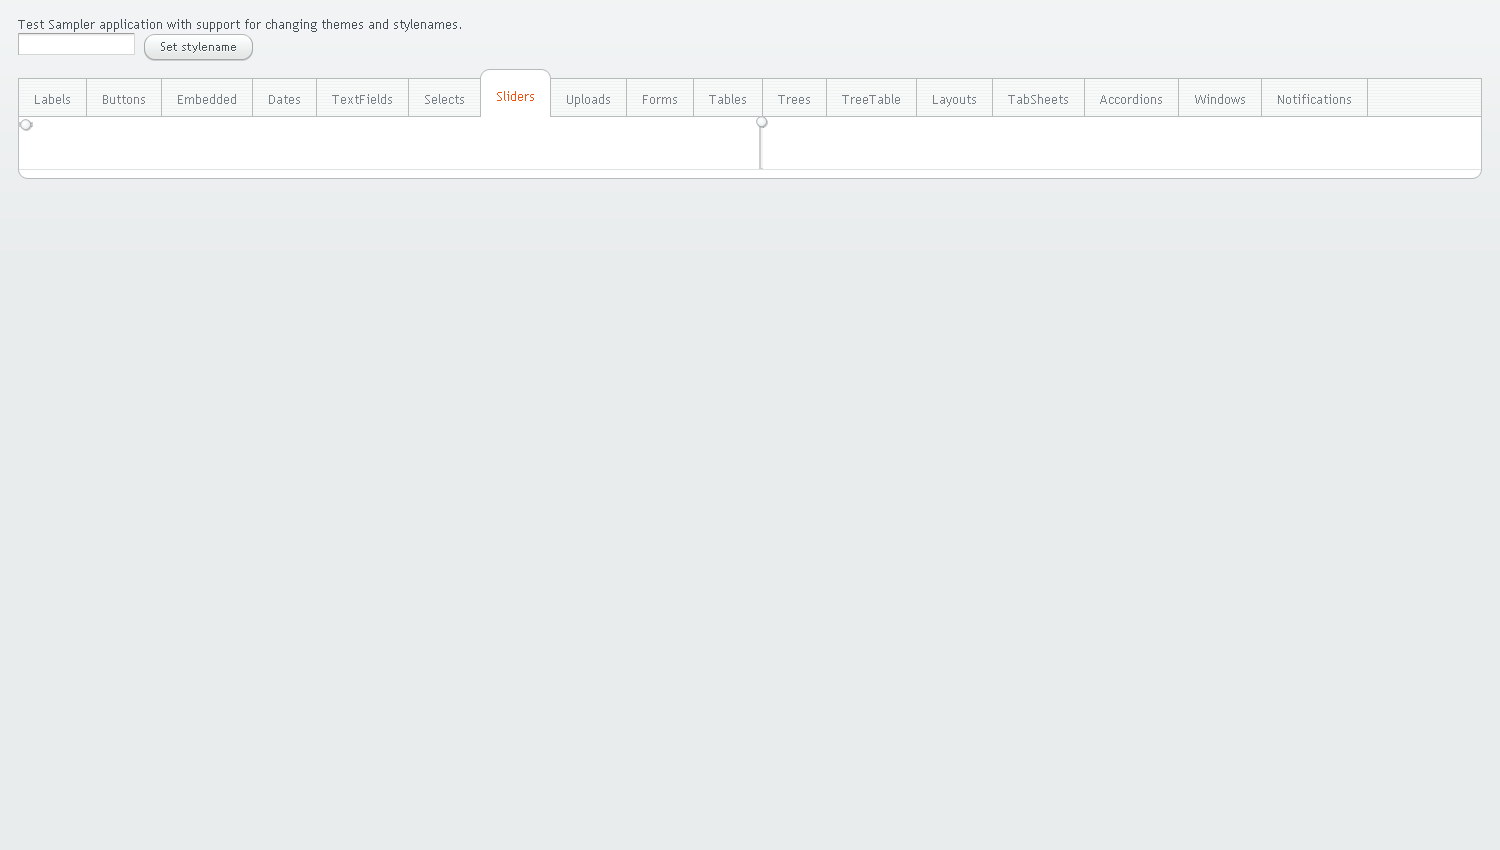 Test Sampler application with support for changing themes and stylenames.
Set stylename
Labels Buttons Embedded Dates TextFields Selects Sliders Uploads Forms Tables Trees TreeTable Layouts TabSheets Accordions Windows Notifications